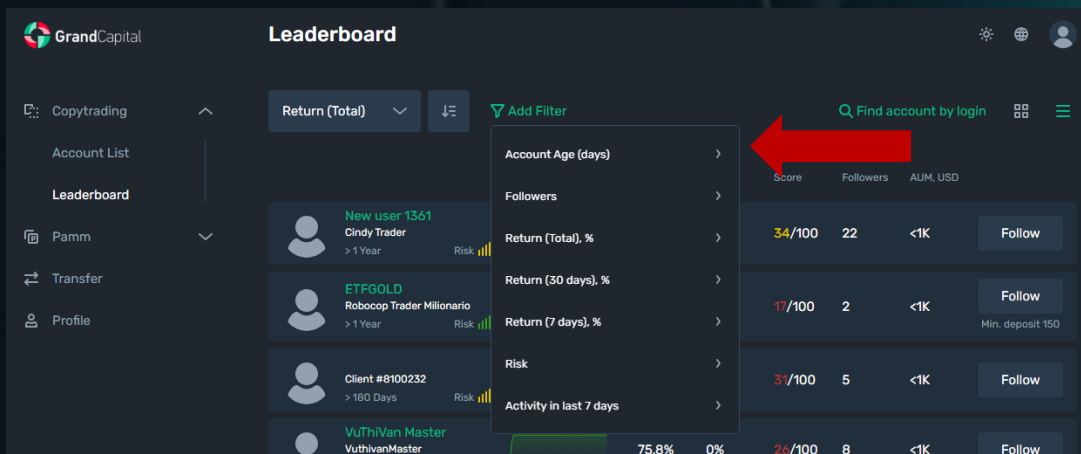 GrandCapital
Leaderboard
Copytrading
Account List
Leaderboard
Pamm
Transfer
Profile
Return (Total)
Add Filter
Find account by login
Account Age (days)
Followers
Return (Total), %
Return (30 days), %
Return (7 days), %
Risk
Activity in last 7 days
Score Followers AUM, USD
New user 1361
Cindy Trader
> 1 Year Risk
34/100 22 <1K Follow
ETFGOLD
Robocop Trader Milionario
> 1 Year Risk
17/100 2 <1K Follow
Min. deposit 150
Client #8100232
> 180 Days Risk
31/100 5 <1K Follow
VuThiVan Master
VuthivanMaster
75.8% 0% 26/100 8 <1K Follow